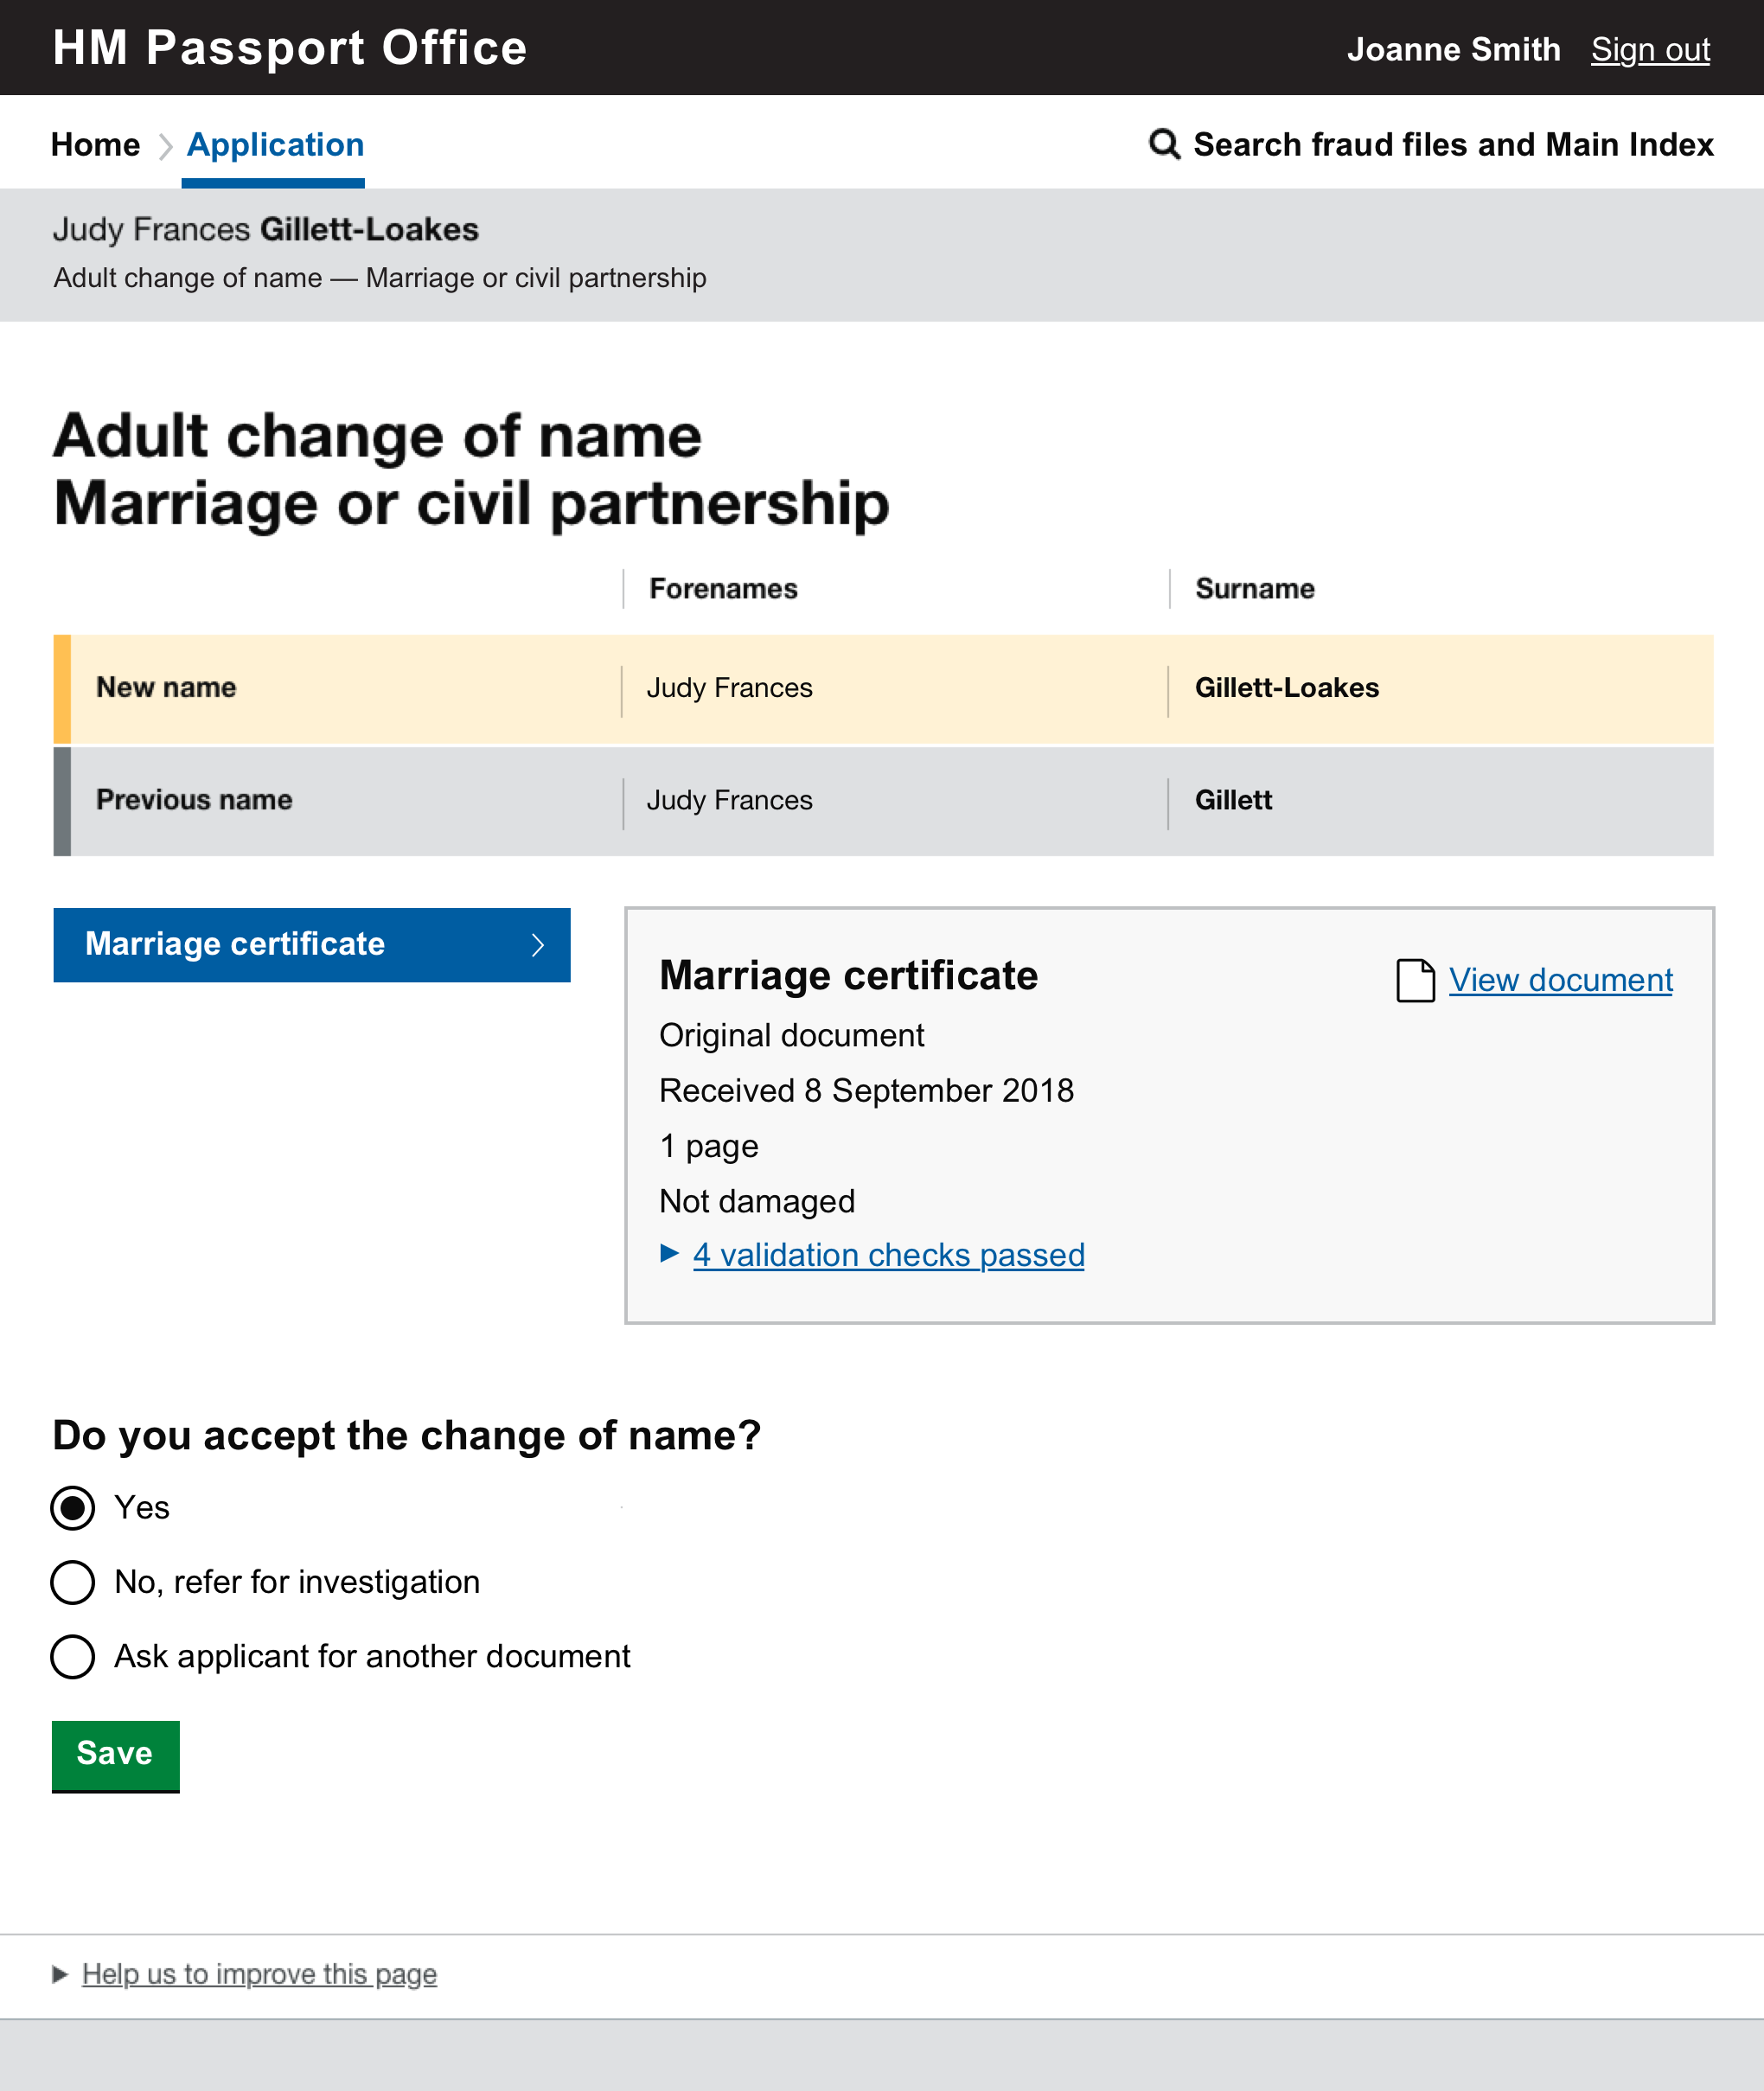 HM Passport Office
Joanne Smith Sign out
Home Application
Search fraud files and Main Index
Judy Frances Gillett-Loakes
Adult change of name — Marriage or civil partnership
Adult change of name
Marriage or civil partnership
Forenames Surname
New name Judy Frances Gillett-Loakes
Previous name Judy Frances Gillett
Marriage certificate
Marriage certificate
View document
Original document
Received 8 September 2018
1 page
Not damaged
4 validation checks passed
Do you accept the change of name?
Yes
No, refer for investigation
Ask applicant for another document
Save
Help us to improve this page